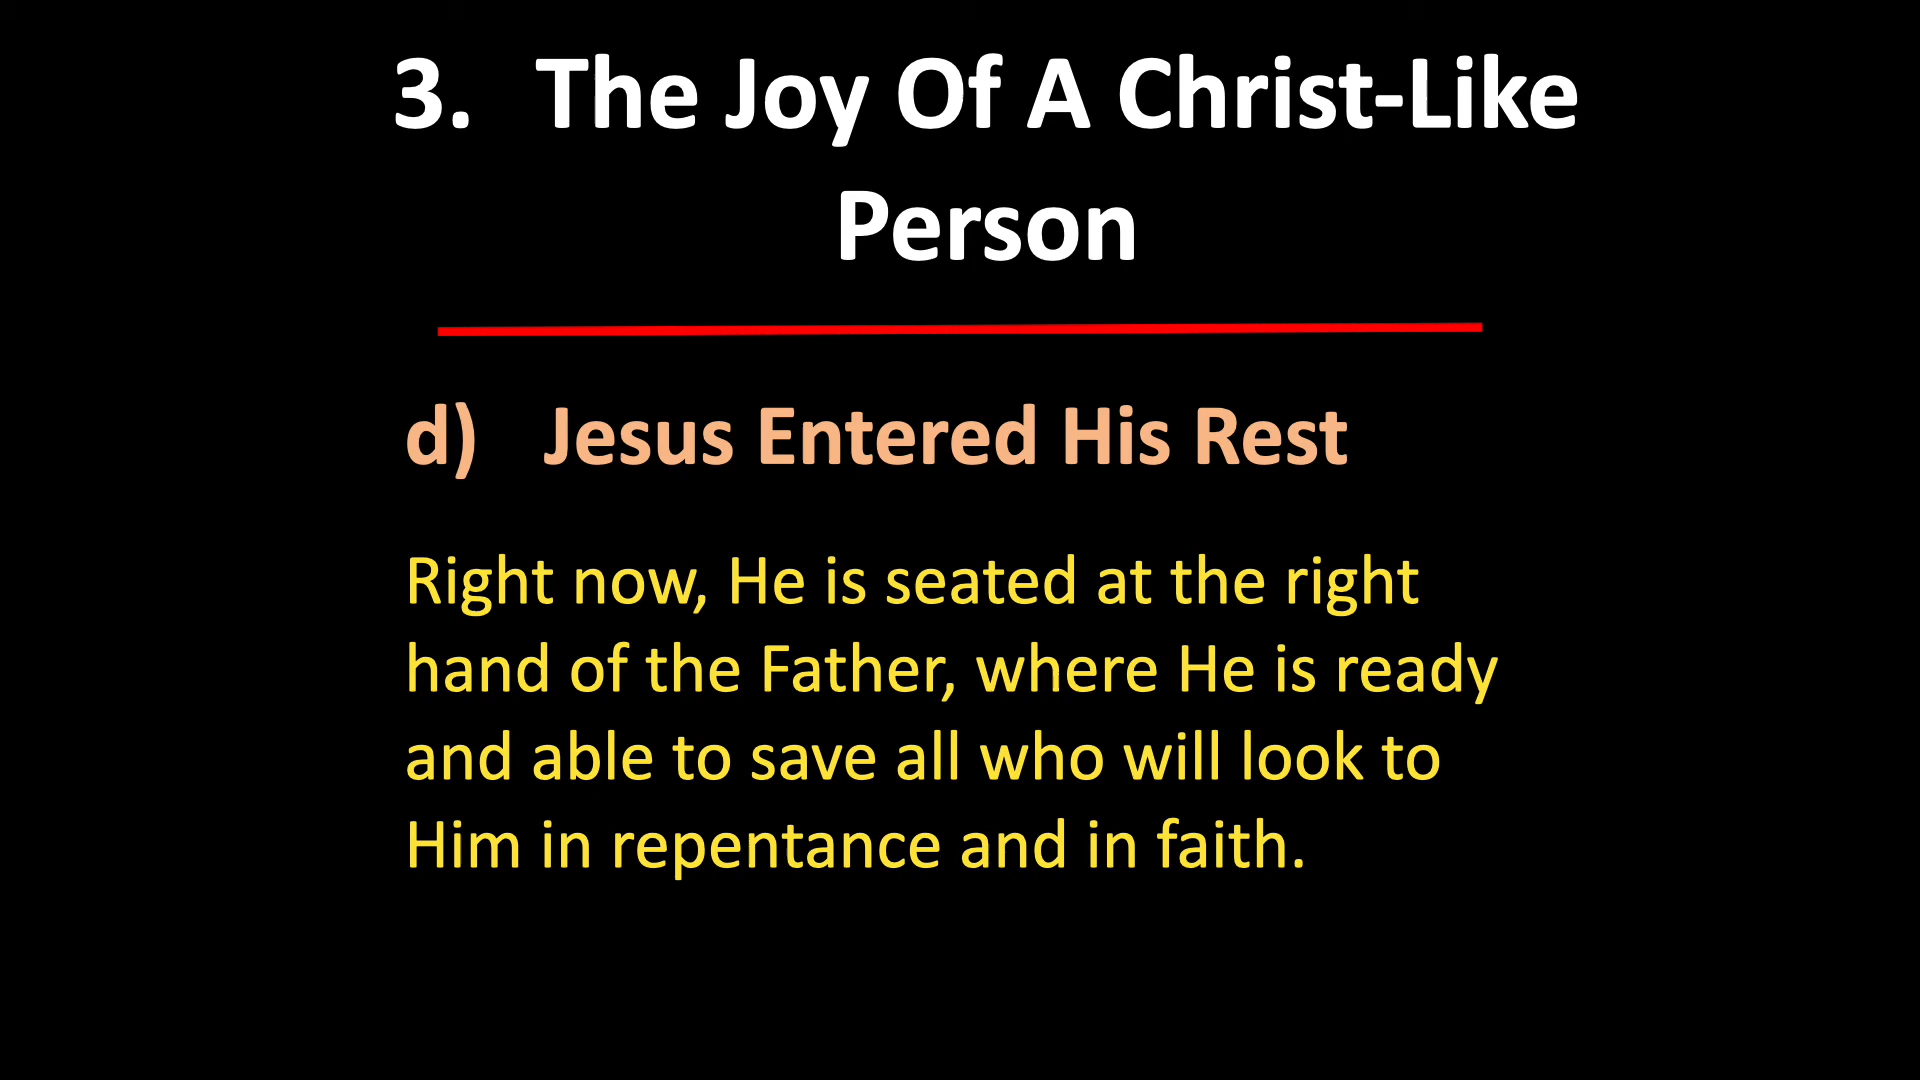 3. The Joy Of A Christ-Like
Person
d) Jesus Entered His Rest
Right now, He is seated at the right
hand of the Father, where He is ready
and able to save all who will look to
Him in repentance and in faith.